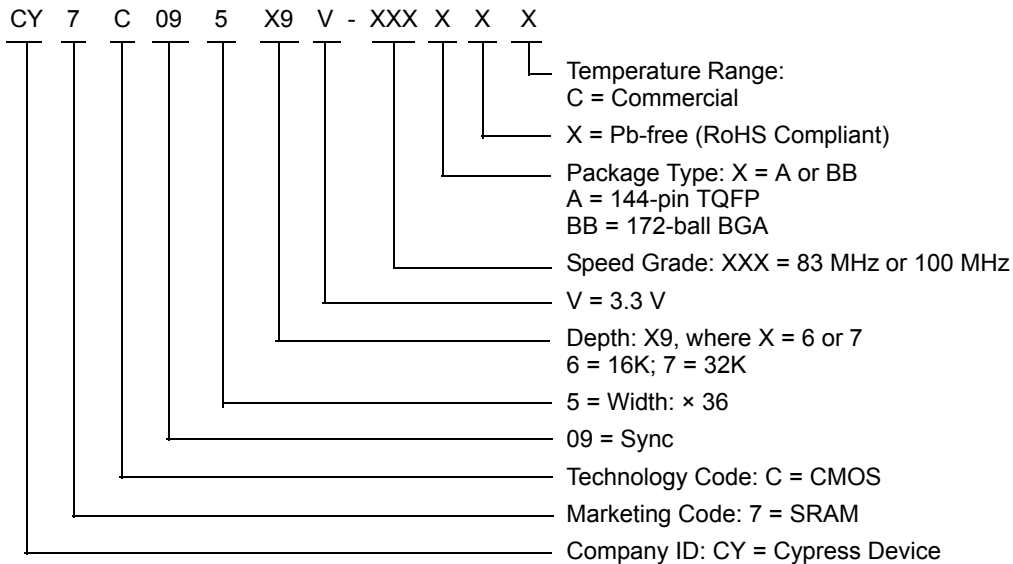 CY 7 C 09 5 X9 V - XXX X X X
Temperature Range:
C = Commercial
X = Pb-free (RoHS Compliant)
Package Type: X = A or BB
A = 144-pin TQFP
BB = 172-ball BGA
Speed Grade: XXX = 83 MHz or 100 MHz
V = 3.3 V
Depth: X9, where X = 6 or 7
6 = 16K; 7 = 32K
5 = Width: × 36
09 = Sync
Technology Code: C = CMOS
Marketing Code: 7 = SRAM
Company ID: CY = Cypress Device